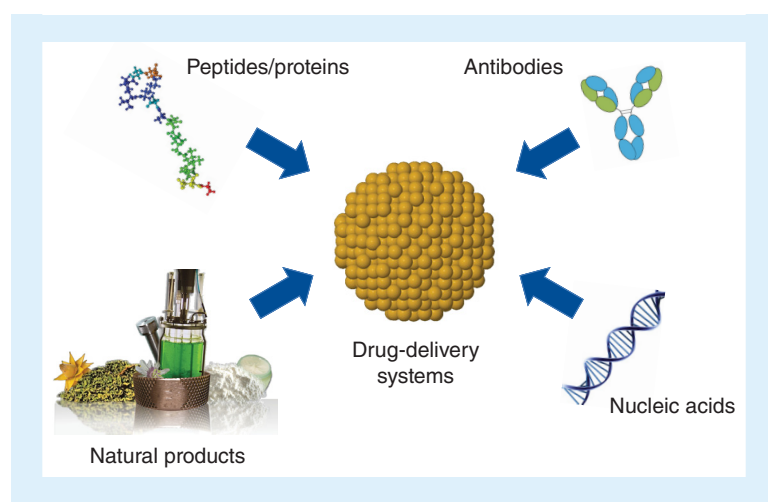 Peptides/proteins
Antibodies
Drug-delivery
systems
Nucleic acids
Natural products